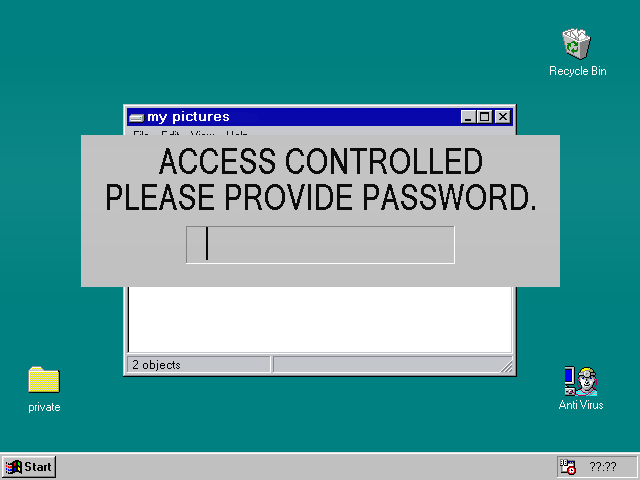 Recycle Bin
my pictures
File Edit View Help
ACCESS CONTROLLED
PLEASE PROVIDE PASSWORD.
2 objects
private
Anti Virus
Start
??:??